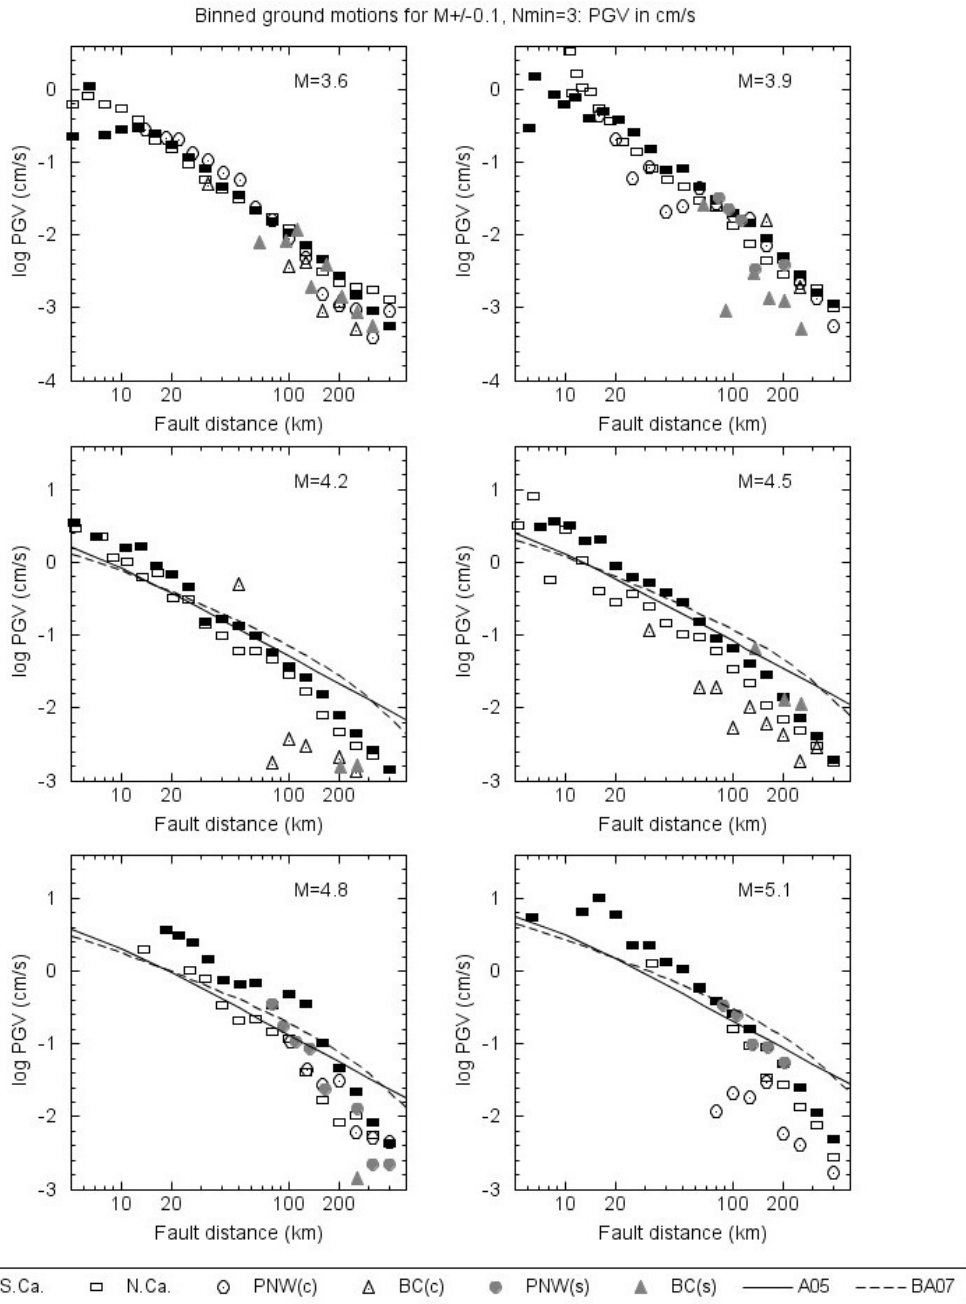 Binned ground motions for M+/-0.1, Nmin=3: PGV in cm/s
M=3.6
0
-1
-2
-3
-4
log PGV (cm/s)
10 20 100 200
Fault distance (km)
M=3.9
0
-1
-2
-3
-4
log PGV (cm/s)
10 20 100 200
Fault distance (km)
M=4.2
1
0
-1
-2
-3
log PGV (cm/s)
10 20 100 200
Fault distance (km)
M=4.5
1
0
-1
-2
-3
log PGV (cm/s)
10 20 100 200
Fault distance (km)
M=4.8
1
0
-1
-2
-3
log PGV (cm/s)
10 20 100 200
Fault distance (km)
M=5.1
1
0
-1
-2
-3
log PGV (cm/s)
10 20 100 200
Fault distance (km)
S.Ca. N.Ca. PNW(c) BC(c) PNW(s) BC(s) A05 BA07